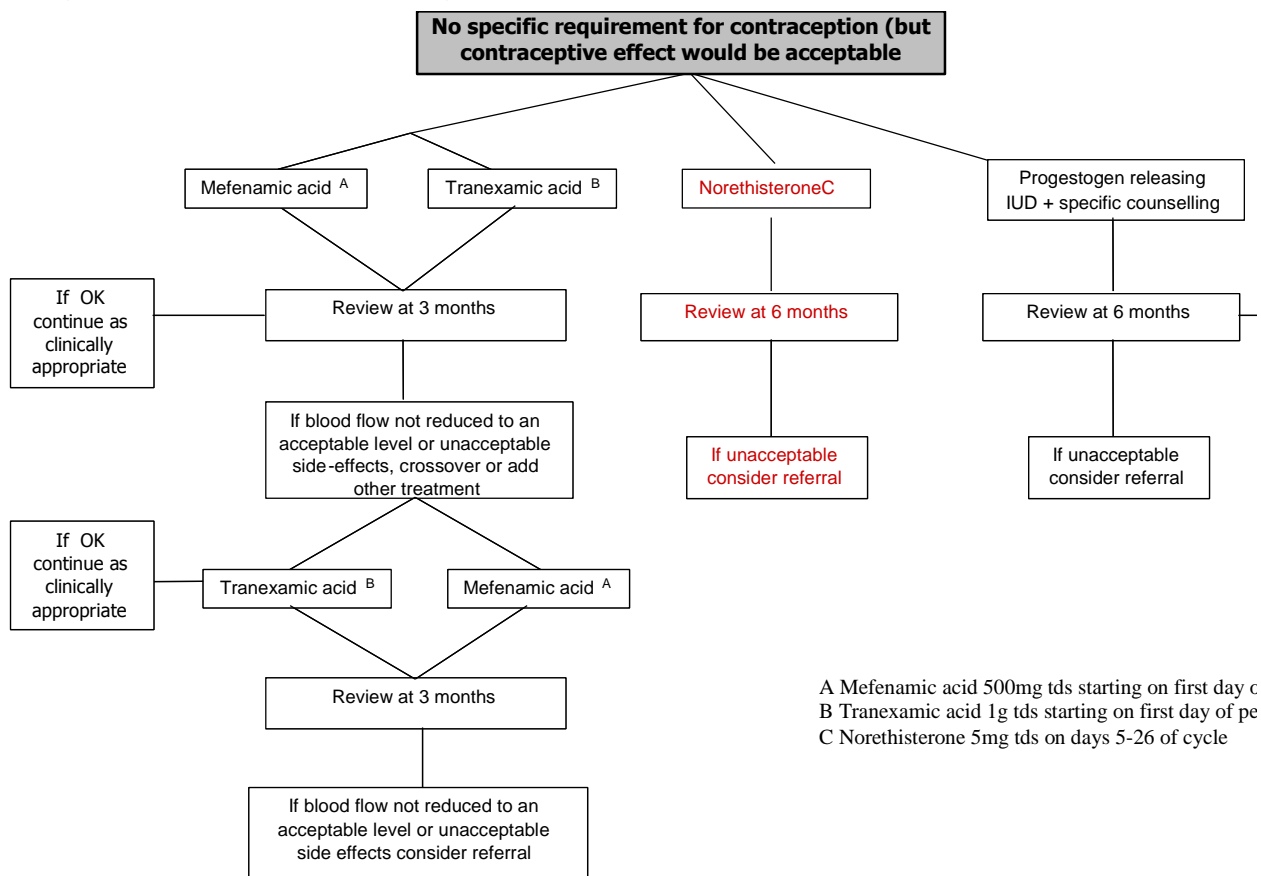 No specific requirement for contraception (but
contraceptive effect would be acceptable
Mefenamic acid A
Tranexamic acid B
NorethisteroneC
Progestogen releasing
IUD + specific counselling
If OK
continue as
clinically
appropriate
Review at 3 months
Review at 6 months
Review at 6 months
If blood flow not reduced to an
acceptable level or unacceptable
side-effects, crossover or add
other treatment
If unacceptable
consider referral
If unacceptable
consider referral
If OK
continue as
clinically
appropriate
Tranexamic acid B
Mefenamic acid A
Review at 3 months
A Mefenamic acid 500mg tds starting on first day
B Tranexamic acid 1g tds starting on first day of
C Norethisterone 5mg tds on days 5-26 of cycle
If blood flow not reduced to an
acceptable level or unacceptable
side effects consider referral